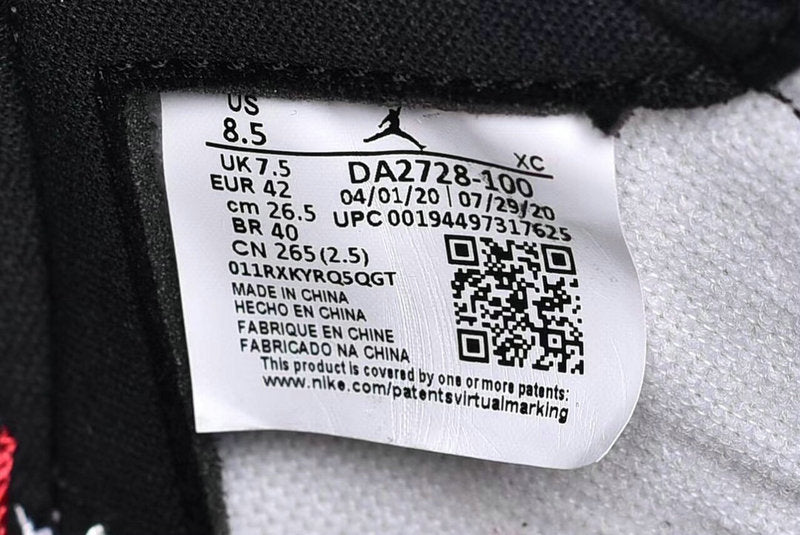 US
8.5
XC
UK 7.5
DA2728-100
EUR 42
04/01/20 | 07/29/20
cm 26.5
UPC 00194497317625
BR 40
CN 265 (2.5)
011RXKYRQ5QGT
MADE IN CHINA
HECHO EN CHINA
FABRIQUE EN CHINE
FABRICADO NA CHINA
This product is covered by one or more patents:
www.nike.com/patentsvirtualmarking